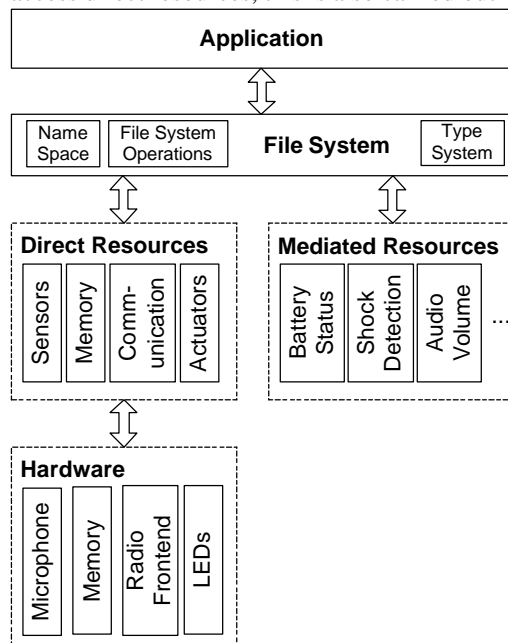 Application
Name
Space
File System
Operations
File System
Type
System
Direct Resources
Sensors
Memory
Comm-
unication
Actuators
Mediated Resources
Battery
Status
Shock
Detection
Audio
Volume
...
Hardware
Microphone
Memory
Radio
Frontend
LEDs